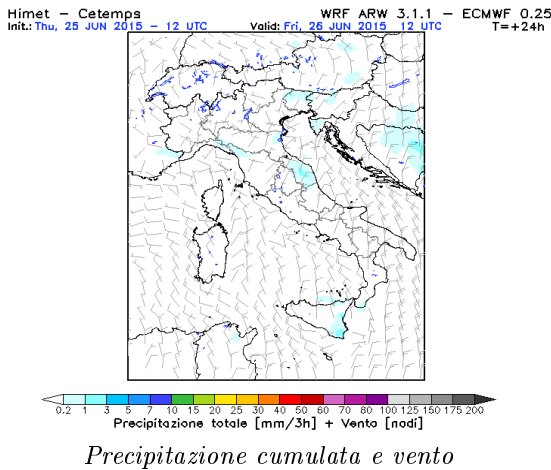 Himet – Cetemps WRF ARW 3.1.1 – ECMWF 0.25
Init.: Thu, 25 JUN 2015 – 12 UTC Valid: Fri, 26 JUN 2015 12 UTC T=+24h
0.2 1 3 5 7 10 15 20 25 30 40 50 60 70 80 100 125 150 175 200
Precipitazione totale [mm/3h] + Vento [nodi]
Precipitazione cumulata e vento